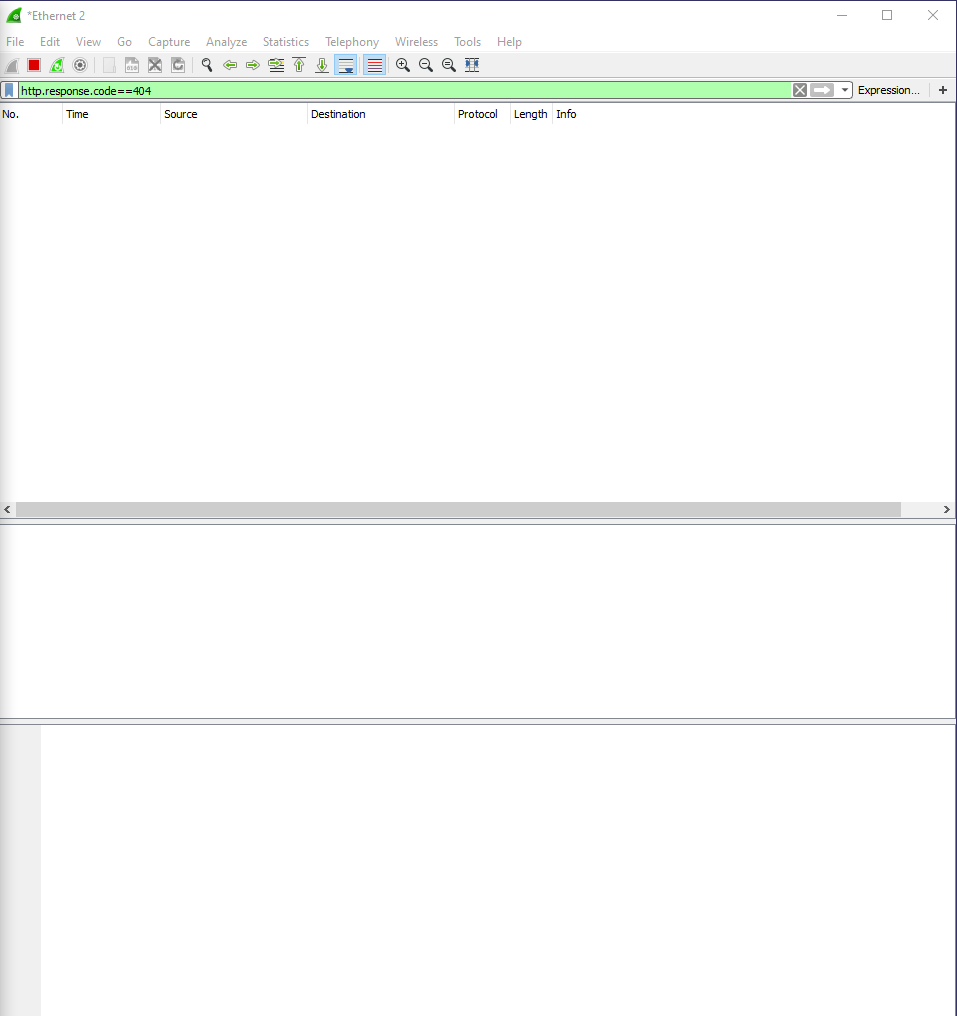 *Ethernet 2
File Edit View Go Capture Analyze Statistics Telephony Wireless Tools Help
http.response.code==404 Expression... +
No. Time Source Destination Protocol Length Info